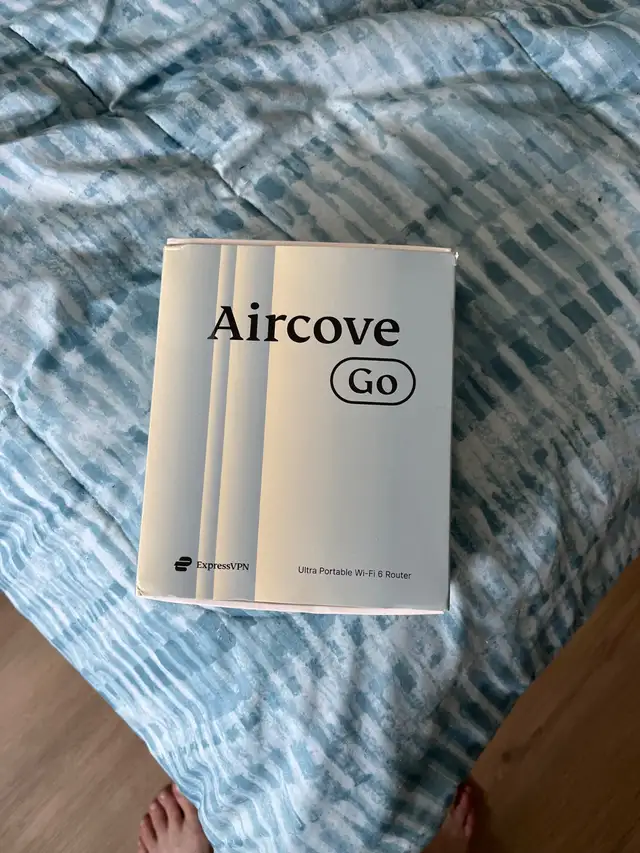 Aircove
Go
ExpressVPN
Ultra Portable Wi-Fi 6 Router